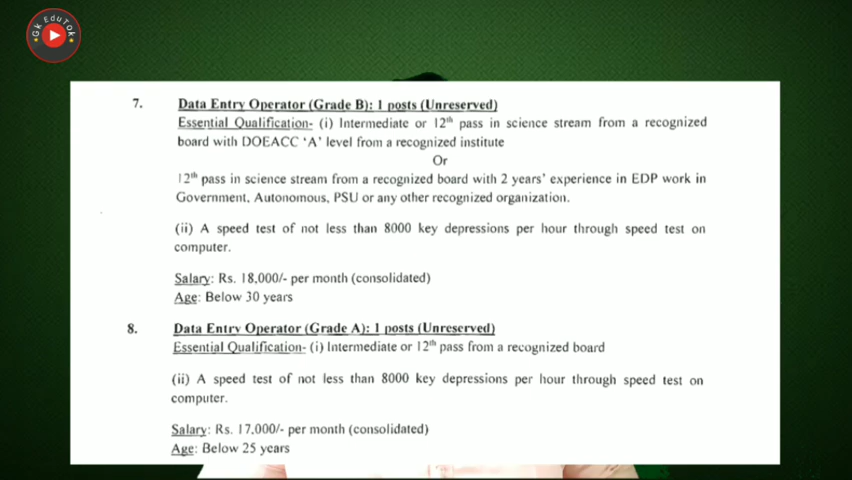 GK EduTok
7. Data Entry Operator (Grade B): 1 posts (Unreserved)
Essential Qualification- (i) Intermediate or 12th pass in science stream from a recognized
board with DOEACC ‘A’ level from a recognized institute
Or
12th pass in science stream from a recognized board with 2 years’ experience in EDP work in
Government, Autonomous, PSU or any other recognized organization.
(ii) A speed test of not less than 8000 key depressions per hour through speed test on
computer.
Salary: Rs. 18,000/- per month (consolidated)
Age: Below 30 years
8. Data Entry Operator (Grade A): 1 posts (Unreserved)
Essential Qualification- (i) Intermediate or 12th pass from a recognized board
(ii) A speed test of not less than 8000 key depressions per hour through speed test on
computer.
Salary: Rs. 17,000/- per month (consolidated)
Age: Below 25 years